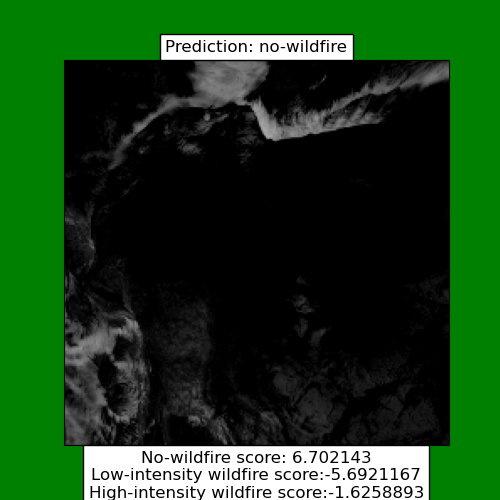 Prediction: no-wildfire
No-wildfire score: 6.702143
Low-intensity wildfire score:-5.6921167
High-intensity wildfire score:-1.6258893